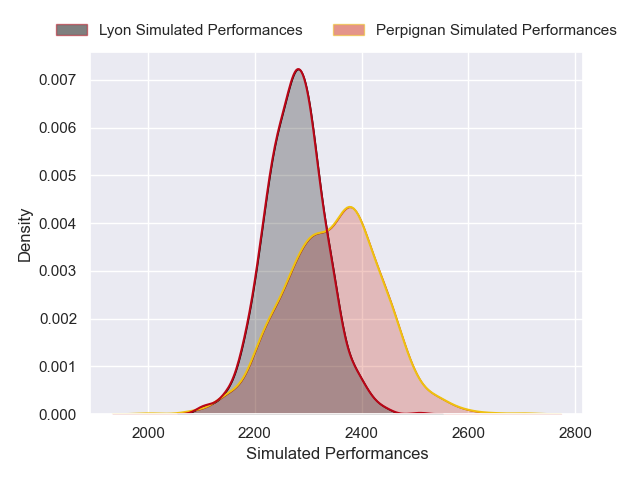 Lyon Simulated Performances Perpignan Simulated Performances
0.007
0.006
0.005
0.004
0.003
0.002
0.001
0.000
Density
2000 2200 2400 2600 2800
Simulated Performances